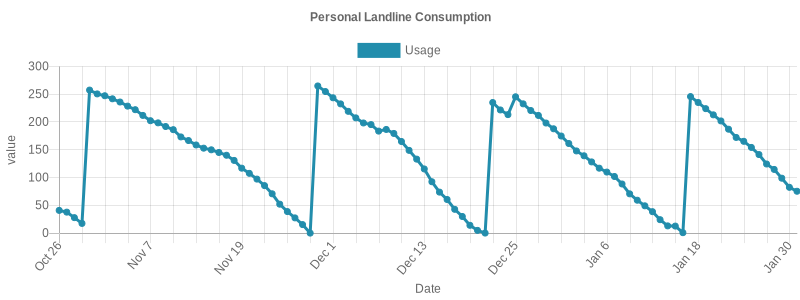 Personal Landline Consumption
Usage
300
250
200
150
100
50
0
value
Oct 26
Nov 7
Nov 19
Dec 1
Dec 13
Dec 25
Jan 6
Jan 18
Jan 30
Date